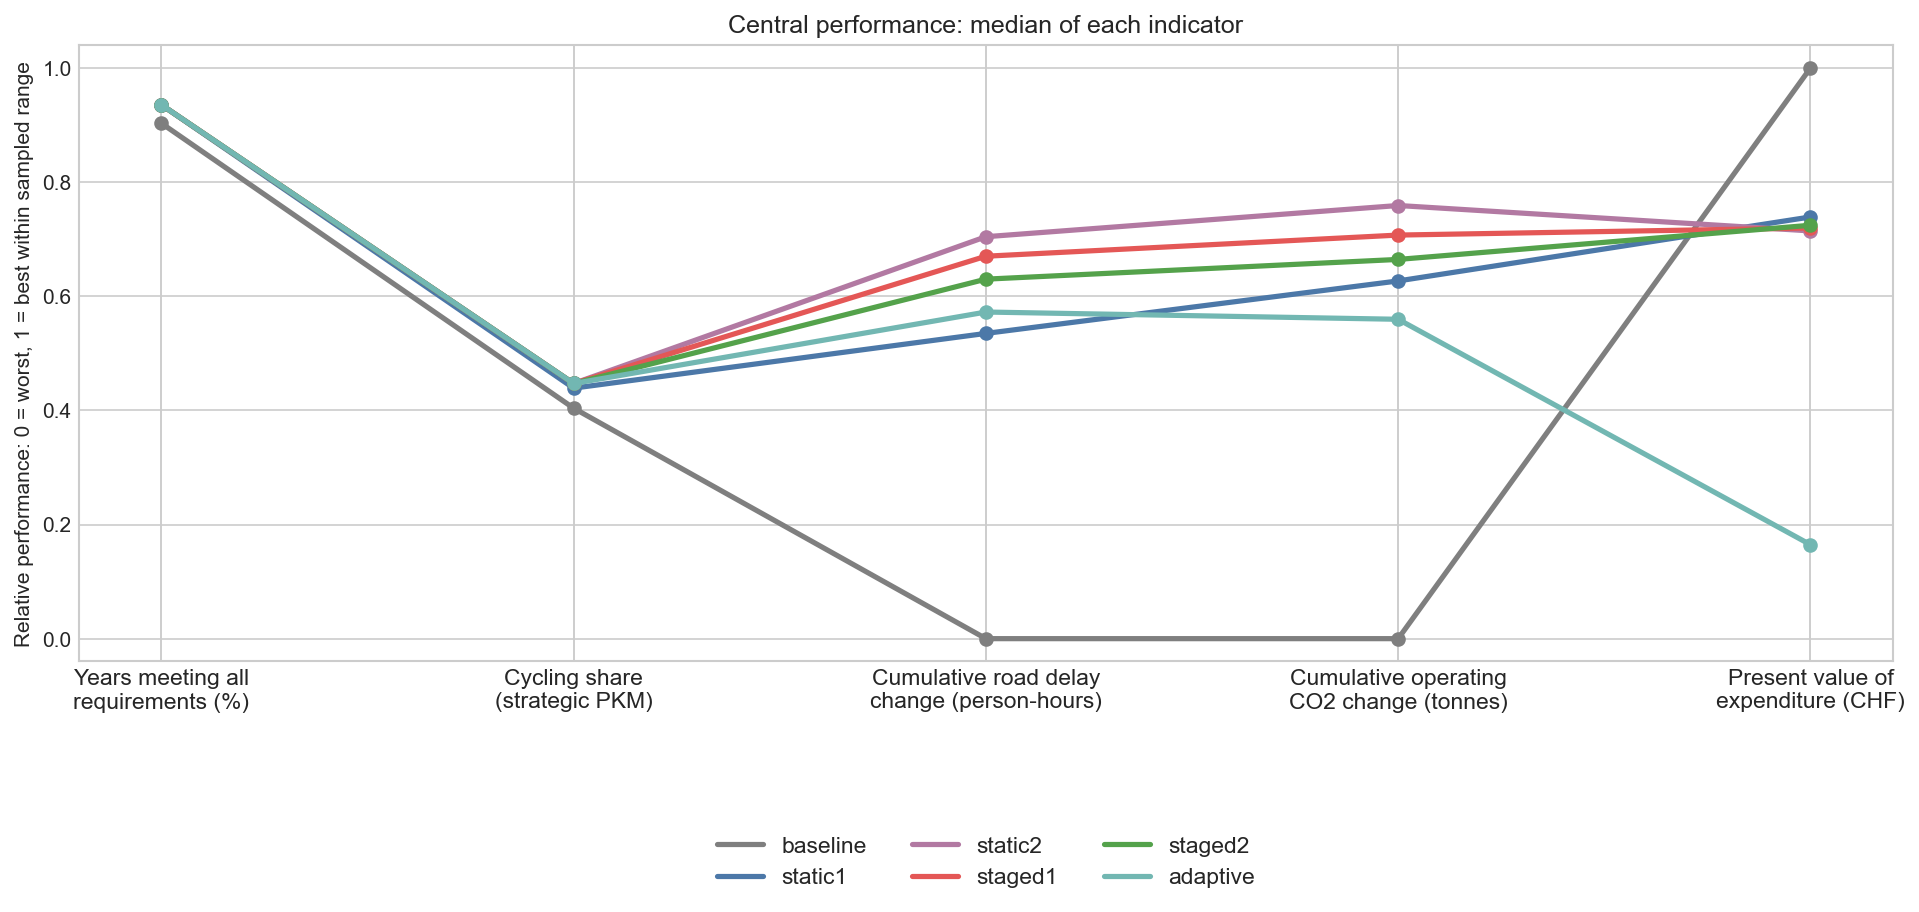 Central performance: median of each indicator
Relative performance: 0 = worst, 1 = best within sampled range
1.0
0.8
0.6
0.4
0.2
0.0
Years meeting all
requirements (%)
Cycling share
(strategic PKM)
Cumulative road delay
change (person-hours)
Cumulative operating
CO2 change (tonnes)
Present value of
expenditure (CHF)
baseline
static1
static2
staged1
staged2
adaptive